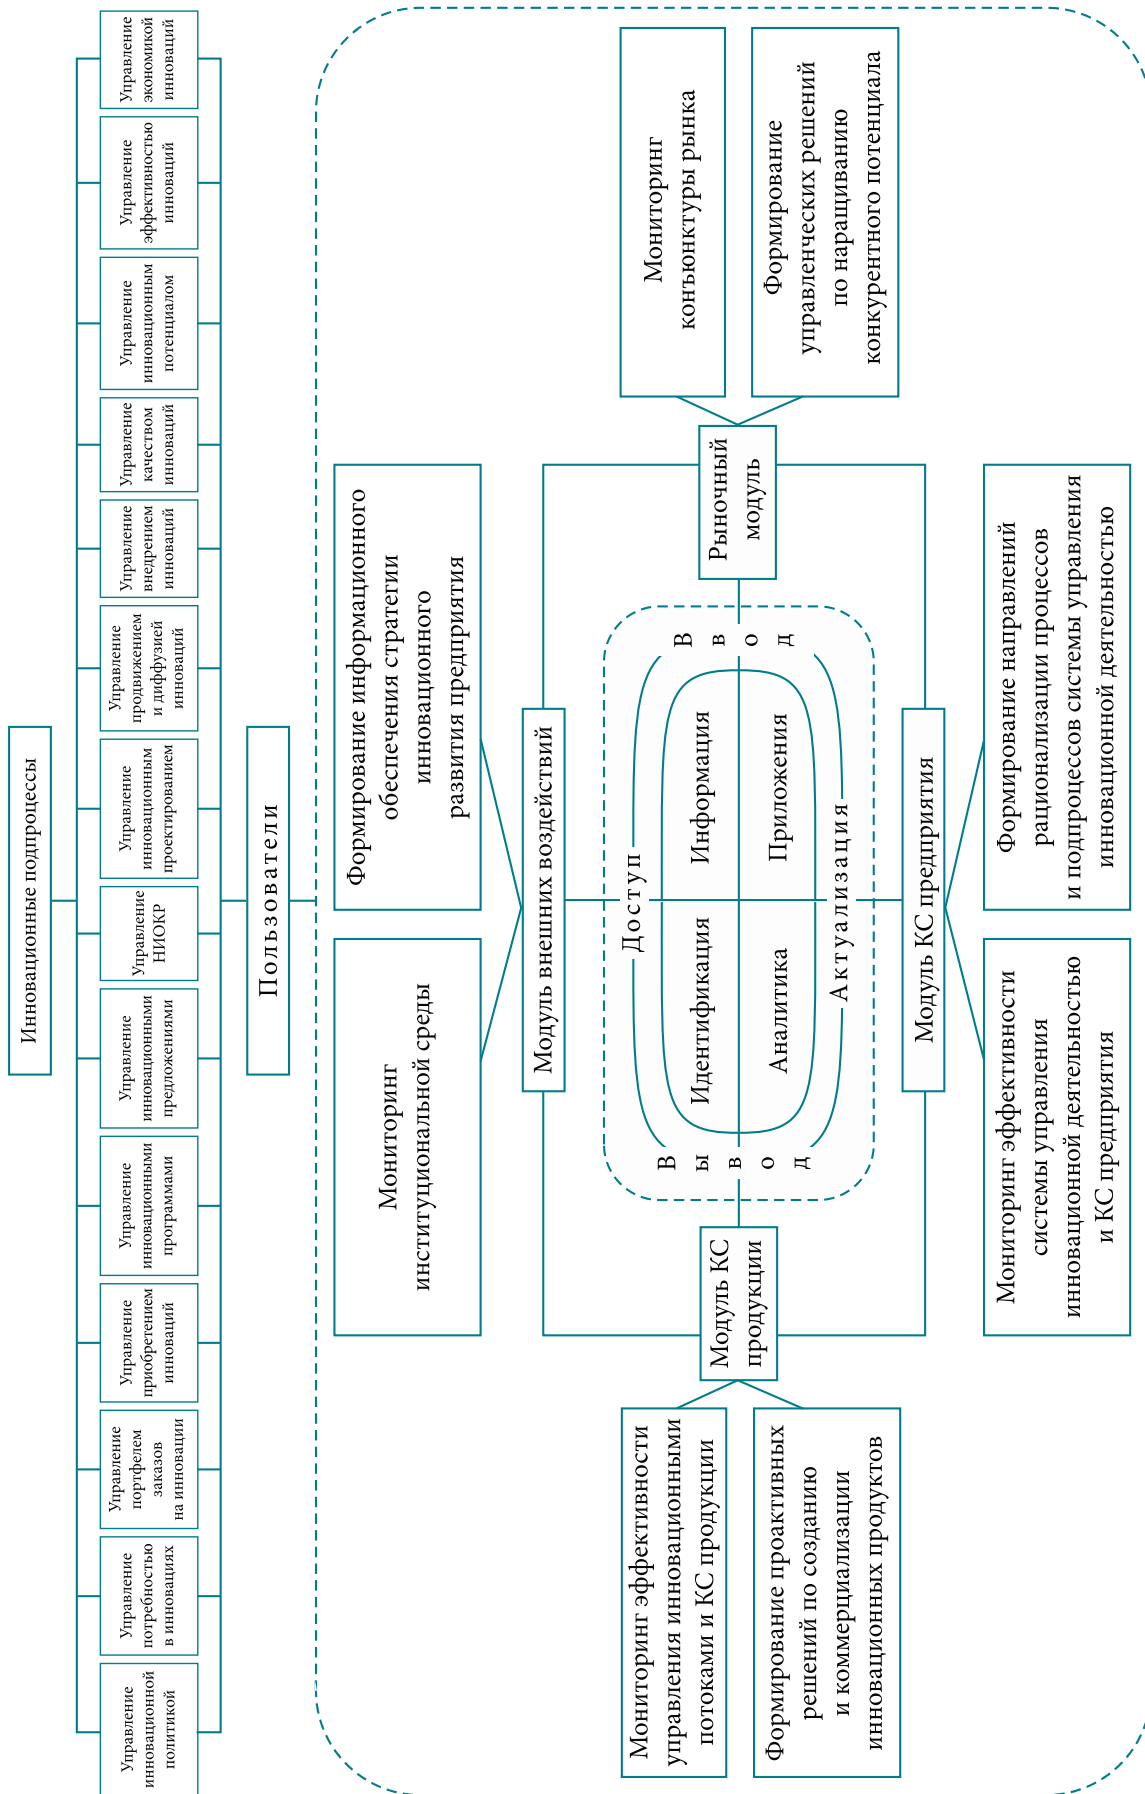 Инновационные подпроцессы
Управление
инновационной
политикой
Управление
потребностью
в инновациях
Управление
портфелем
заказов
на инновации
Управление
приобретением
инноваций
Управление
инновационными
программами
Управление
инновационными
предложениями
Управление
НИОКР
Управление
инновационным
проектированием
Управление
продвижением
и диффузией
инноваций
Управление
внедрением
инноваций
Управление
качеством
инноваций
Управление
инновационным
потенциалом
Управление
эффективностью
инноваций
Управление
экономикой
инноваций
Пользователи
Мониторинг
институциональной среды
Формирование информационного
обеспечения стратегии
инновационного
развития предприятия
Модуль внешних воздействий
Мониторинг эффективности
управления инновационными
потоками и КС продукции
Формирование проактивных
решений по созданию
и коммерциализации
инновационных продуктов
Модуль КС
продукции
Вывод
Доступ
Идентификация
Информация
Аналитика
Приложения
Актуализация
Ввод
Рыночный
модуль
Мониторинг
конъюнктуры рынка
Формирование
управленческих решений
по наращиванию
конкурентного потенциала
Модуль КС предприятия
Мониторинг эффективности
системы управления
инновационной деятельностью
и КС предприятия
Формирование направлений
рационализации процессов
и подпроцессов системы управления
инновационной деятельностью